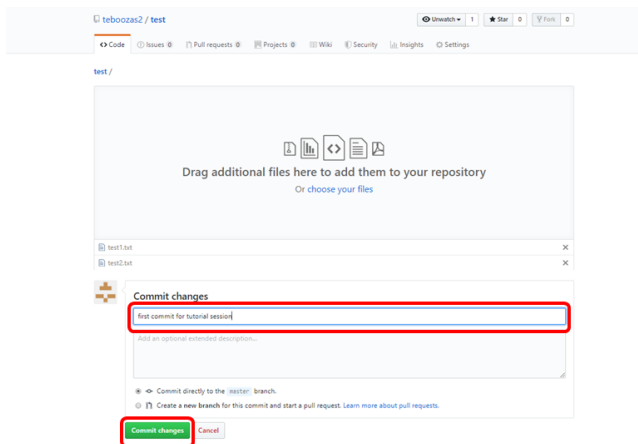 teboozas2 / test
Unwatch 1 Star 0 Fork 0
Code Issues 0 Pull requests 0 Projects 0 Wiki Security Insights Settings
test /
Drag additional files here to add them to your repository
Or choose your files
test1.txt
test2.txt
Commit changes
first commit for tutorial session
Add an optional extended description...
Commit directly to the master branch.
Create a new branch for this commit and start a pull request. Learn more about pull requests.
Commit changes Cancel